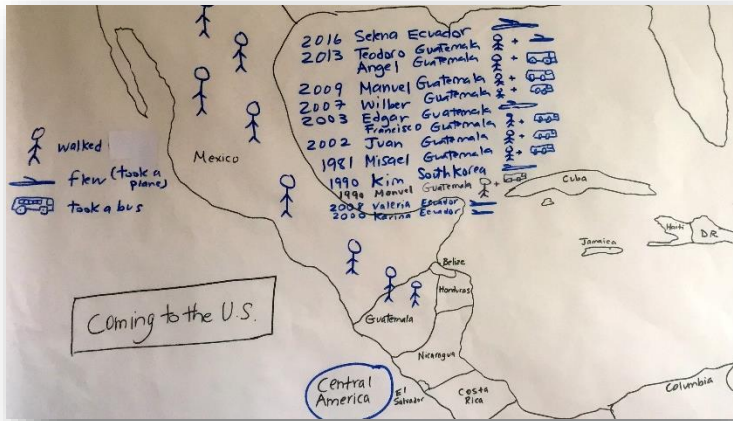 2016 Selena Ecuador
2013 Teodoro Guatemala +
Angel Guatemala +
2009 Manuel Guatemala +
2007 Wilber Guatemala +
2003 Edgar Guatemala
Francisco Guatemala +
2002 Juan Guatemala +
1981 Misael Guatemala +
1990 Kim South Korea
1990 Manuel Guatemala +
2008 Valeria Ecuador
2000 Karina Ecuador
walked
flew (took a
plane)
took a bus
Mexico
Cuba
Haiti
D.R.
Jamaica
Belize
Honduras
Guatemala
Coming to the U.S.
Nicaragua
Central
America
El
Salvador
Costa
Rica
Columbia